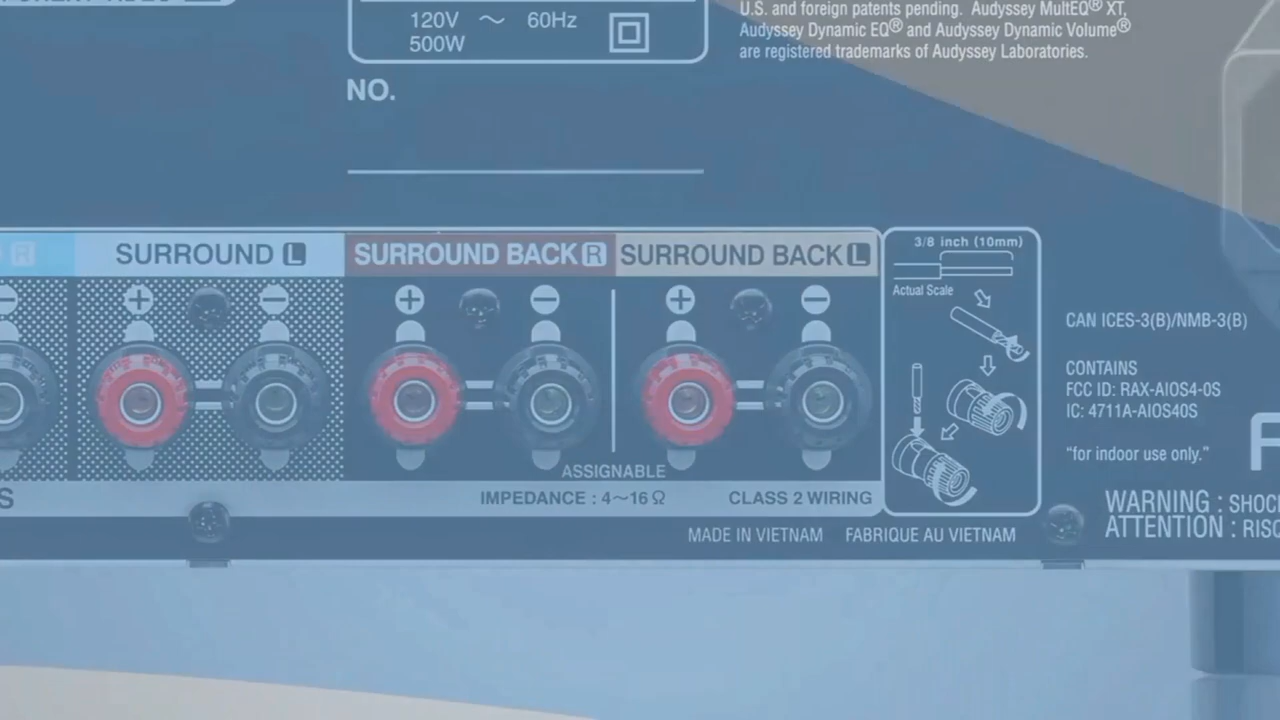 120V ～ 60Hz
500W
NO.
U.S. and foreign patents pending. Audyssey MultEQ® XT,
Audyssey Dynamic EQ® and Audyssey Dynamic Volume®
are registered trademarks of Audyssey Laboratories.
R
SURROUND L
SURROUND BACK R
SURROUND BACK L
+ −
+ −
+ −
ASSIGNABLE
IMPEDANCE : 4～16 Ω
CLASS 2 WIRING
3/8 inch (10mm)
Actual Scale
MADE IN VIETNAM FABRIQUE AU VIETNAM
CAN ICES-3(B)/NMB-3(B)
CONTAINS
FCC ID: RAX-AIOS4-0S
IC: 4711A-AIOS40S
“for indoor use only.”
WARNING : SHOC
ATTENTION : RISQ